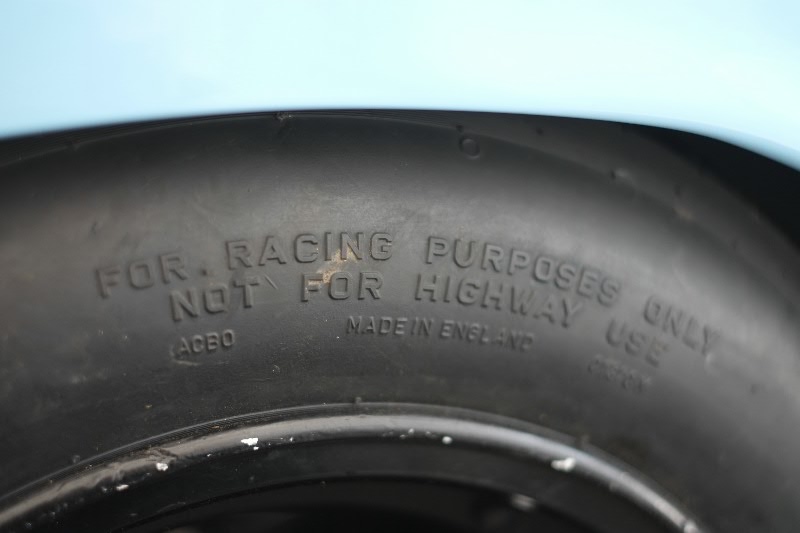 FOR RACING PURPOSES ONLY
NOT FOR HIGHWAY USE
ACBO MADE IN ENGLAND